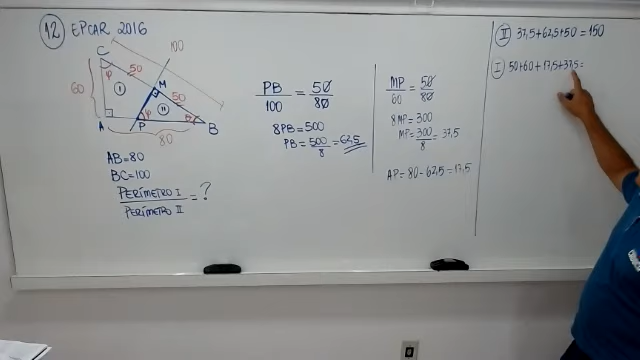 12 EPCAR 2016
100
C
60
φ
I
50
M
50
II
A
P
φ
θ
B
80
AB=80
BC=100
PERÍMETRO I / PERÍMETRO II = ?
PB/100 = 50/80
8PB=500
PB=500/8=62,5
MP/60 = 50/80
8MP=300
MP=300/8=37,5
AP=80-62,5=17,5
II 37,5+62,5+50=150
I 50+60+17,5+37,5=